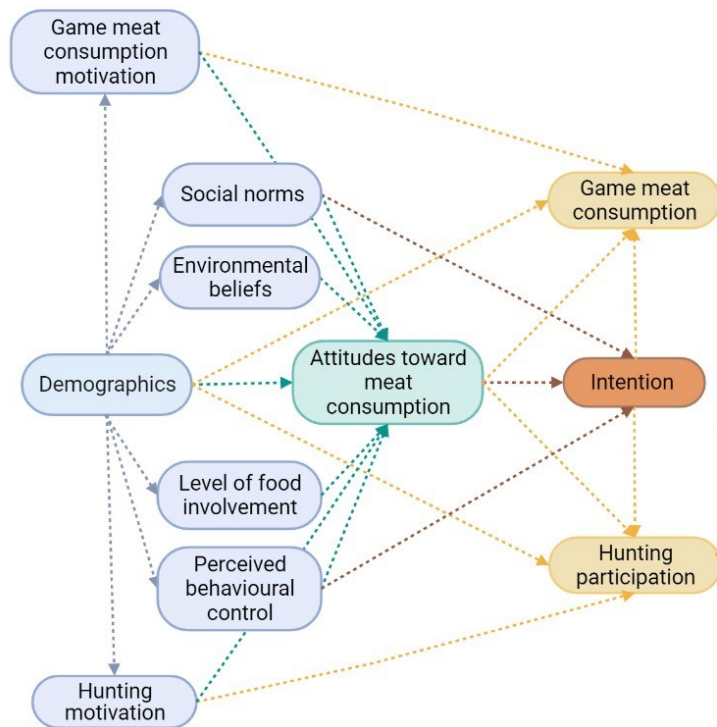 Game meat
consumption
motivation
Social norms
Game meat
consumption
Environmental
beliefs
Demographics
Attitudes toward
meat
consumption
Intention
Level of food
involvement
Perceived
behavioural
control
Hunting
participation
Hunting
motivation